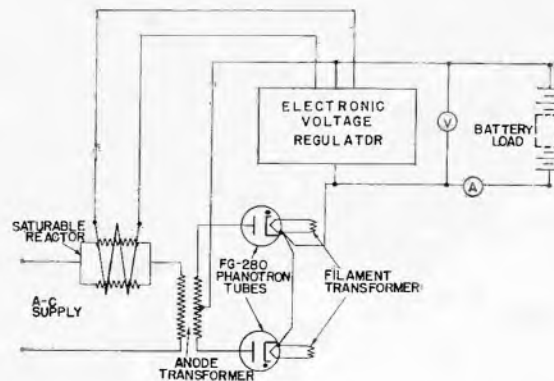 ELECTRONIC
VOLTAGE
REGULATOR
V
BATTERY
LOAD
A
SATURABLE
REACTOR
FG-280
PHANOTRON
TUBES
FILAMENT
TRANSFORMER
A-C
SUPPLY
ANODE
TRANSFORMER